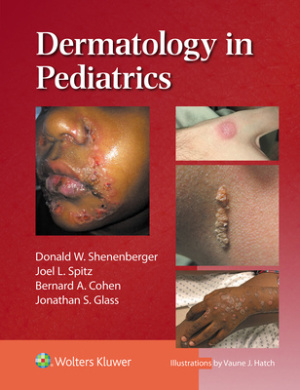 Dermatology in
Pediatrics
Donald W. Shenenberger
Joel L. Spitz
Bernard A. Cohen
Jonathan S. Glass
Wolters Kluwer
Illustrations by Vaune J. Hatch